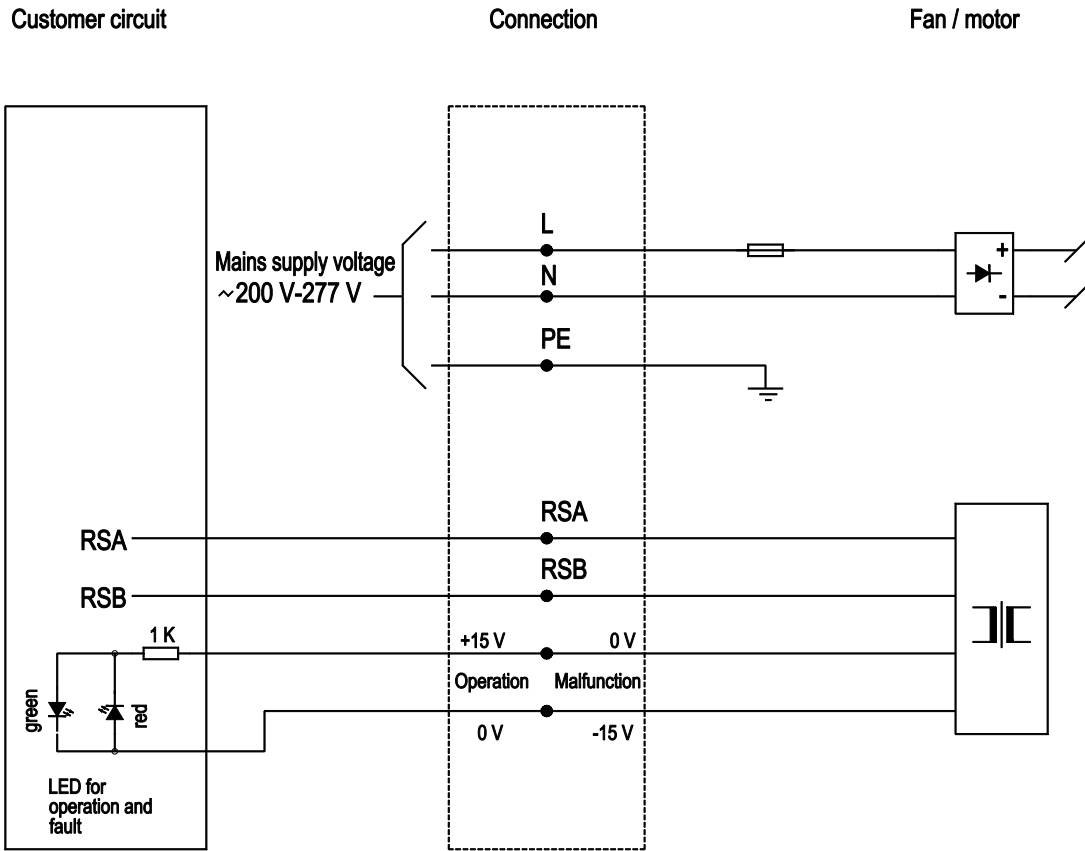 Customer circuit
Connection
Fan / motor
L
Mains supply voltage
~200 V-277 V
+
N
-
PE
RSA
RSA
RSB
RSB
1 K
+15 V
0 V
Operation
Malfunction
green
red
0 V
-15 V
LED for
operation and
fault